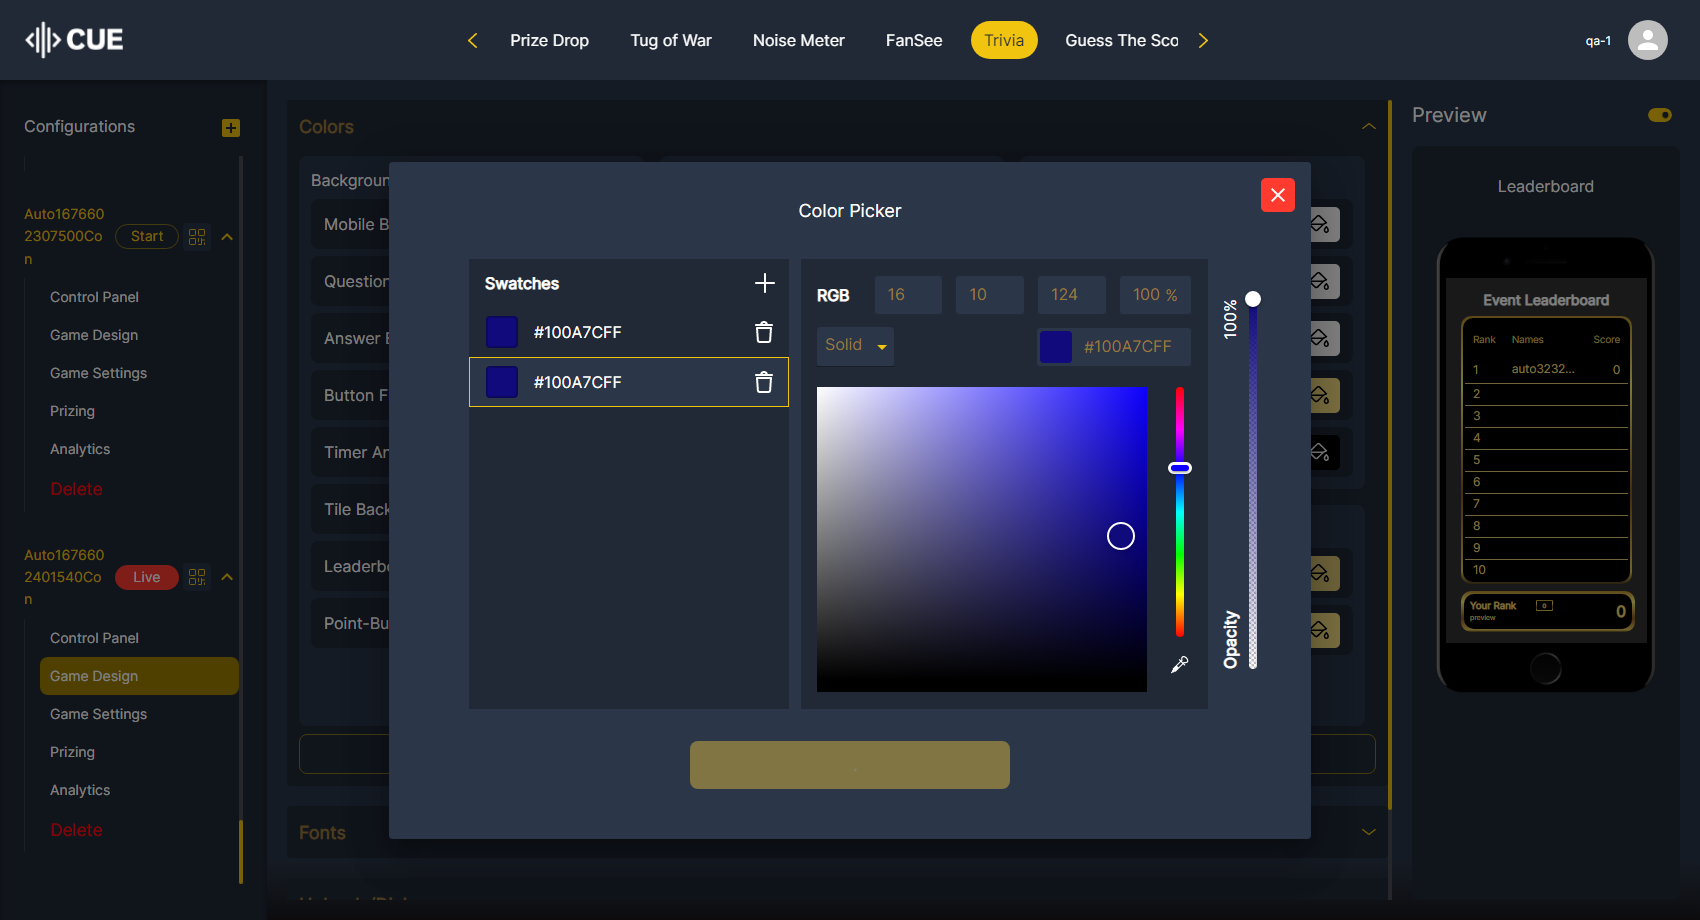 CUE
Prize Drop
Tug of War
Noise Meter
FanSee
Trivia
Guess The Sco
qa-1
Configurations
Auto167660
2307500Co
n
Start
Control Panel
Game Design
Game Settings
Prizing
Analytics
Delete
Auto167660
2401540Co
n
Live
Control Panel
Game Design
Game Settings
Prizing
Analytics
Delete
Colors
Backgroun
Mobile B
Question
Answer
Button F
Timer An
Tile Back
Leaderbo
Point-Bu
Fonts
Color Picker
Swatches
#100A7CFF
#100A7CFF
RGB
16
10
124
100 %
Solid
#100A7CFF
100%
Opacity
Preview
Leaderboard
Event Leaderboard
Rank Names Score
1 auto3232... 0
2
3
4
5
6
7
8
9
10
Your Rank
preview
0
0